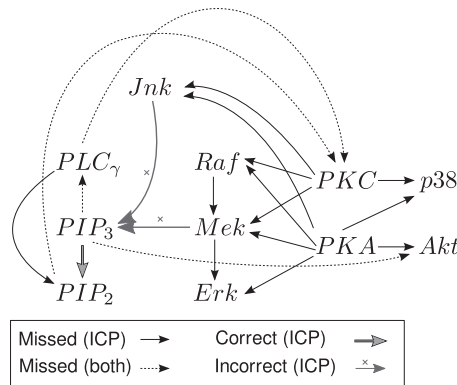 Jnk
PLCγ Raf PKC p38
PIP3 Mek PKA Akt
PIP2 Erk
× ×
Missed (ICP) Correct (ICP)
Missed (both) × Incorrect (ICP)